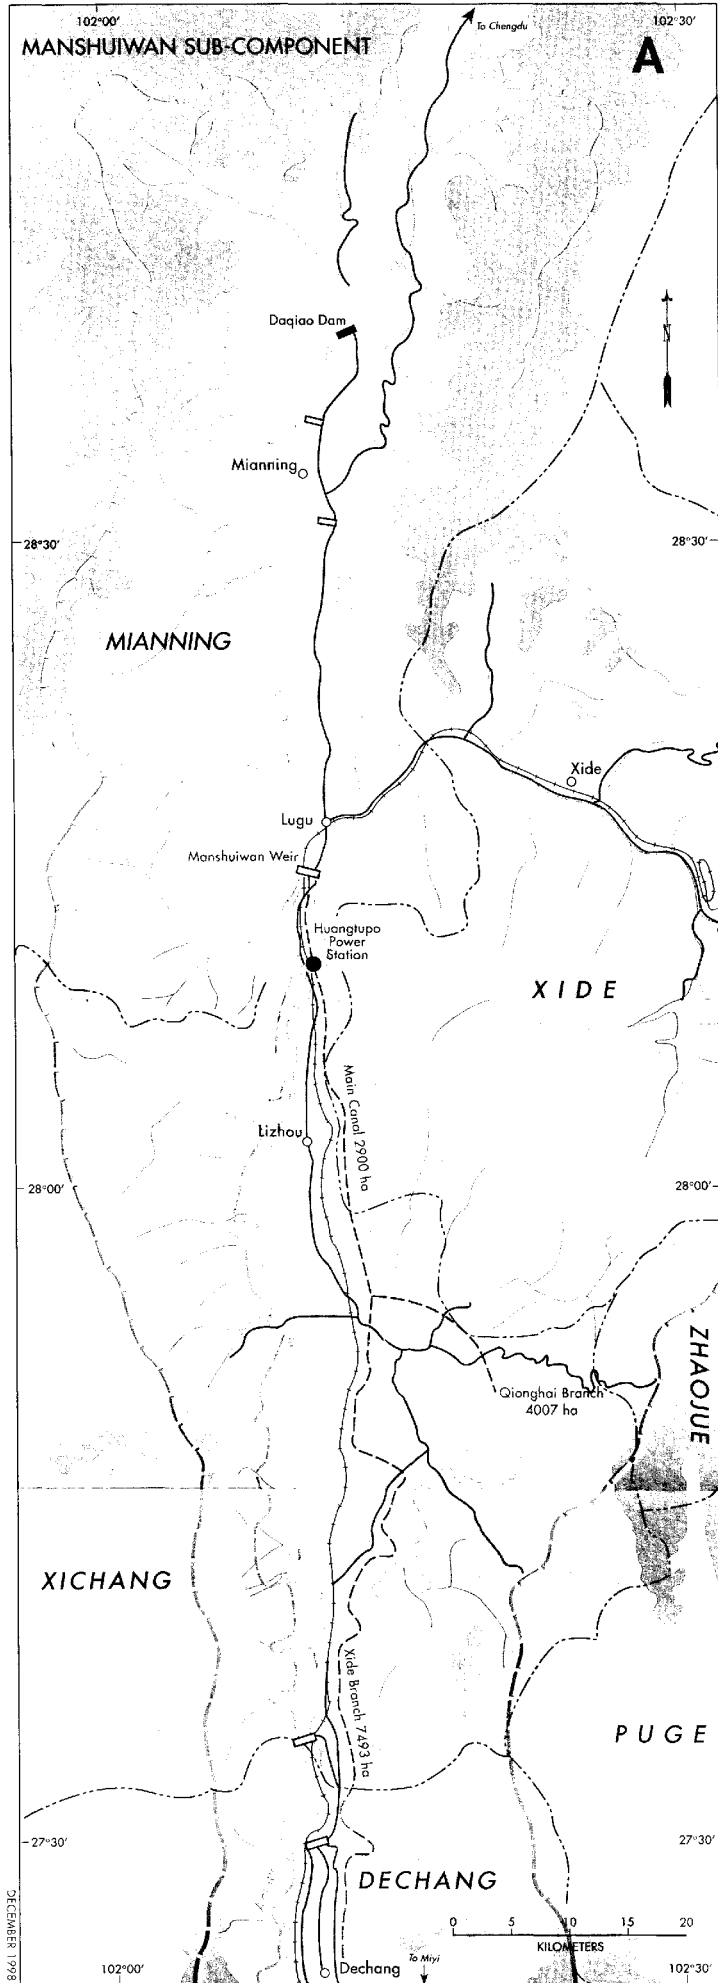 102°00'
102°30'
To Chengdu
MANSHUIWAN SUB-COMPONENT
A
Daqiao Dam
N
Mianning
28°30'
28°30'
MIANNING
Xide
Lugu
Manshuiwan Weir
Huangtupo
Power
Station
XIDE
Main Canal 2900 ha
Lizhou
28°00'
28°00'
ZHAOJUE
Qionghai Branch
4007 ha
XICHANG
Xide Branch 7493 ha
PUGE
27°30'
27°30'
DECHANG
0 5 10 15 20
KILOMETERS
DECEMBER 1998
To Miyi
Dechang
102°00'
102°30'